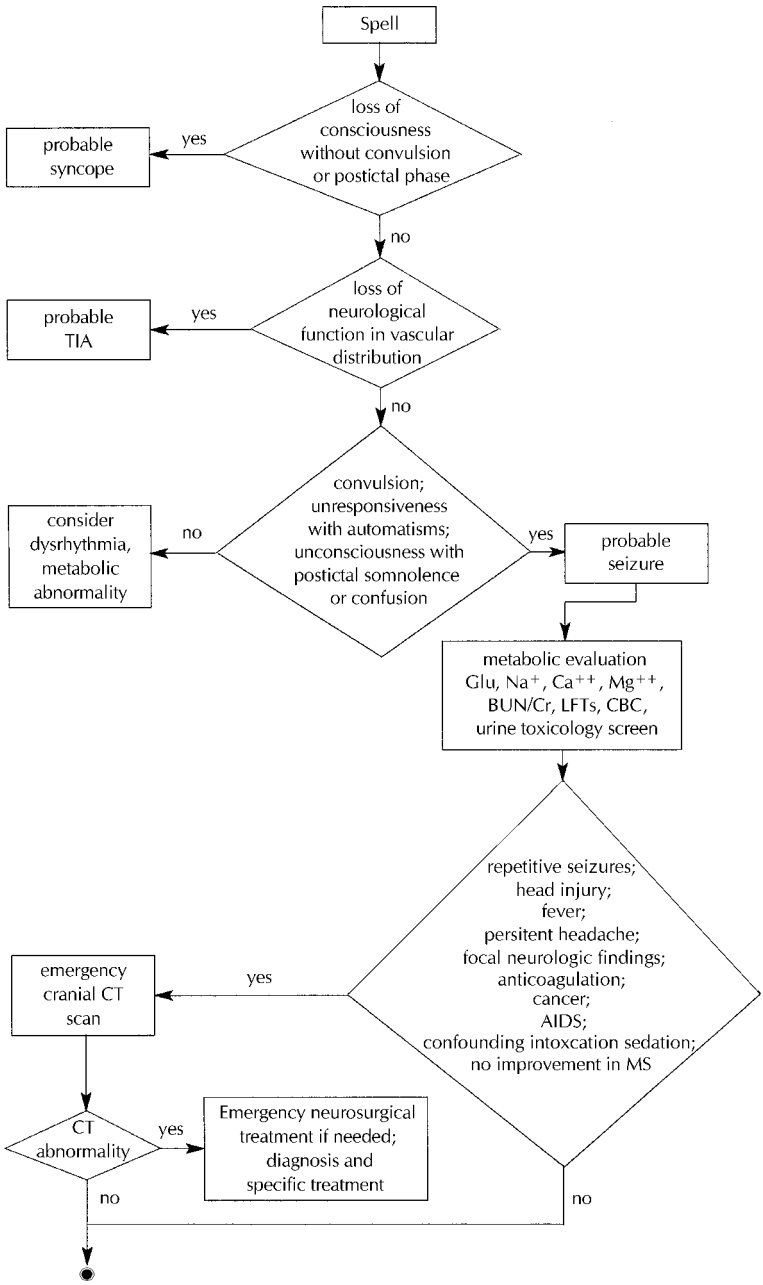 Spell
loss of
consciousness
without convulsion
or postictal phase
yes
probable
syncope
no
loss of
neurological
function in vascular
distribution
yes
probable
TIA
no
convulsion;
unresponsiveness
with automatisms;
unconsciousness with
postictal somnolence
or confusion
no
consider
dysrhythmia,
metabolic
abnormality
yes
probable
seizure
metabolic evaluation
Glu, Na+, Ca++, Mg++,
BUN/Cr, LFTs, CBC,
urine toxicology screen
repetitive seizures;
head injury;
fever;
persitent headache;
focal neurologic findings;
anticoagulation;
cancer;
AIDS;
confounding intoxcation sedation;
no improvement in MS
yes
emergency
cranial CT
scan
CT
abnormality
yes
Emergency neurosurgical
treatment if needed;
diagnosis and
specific treatment
no
no